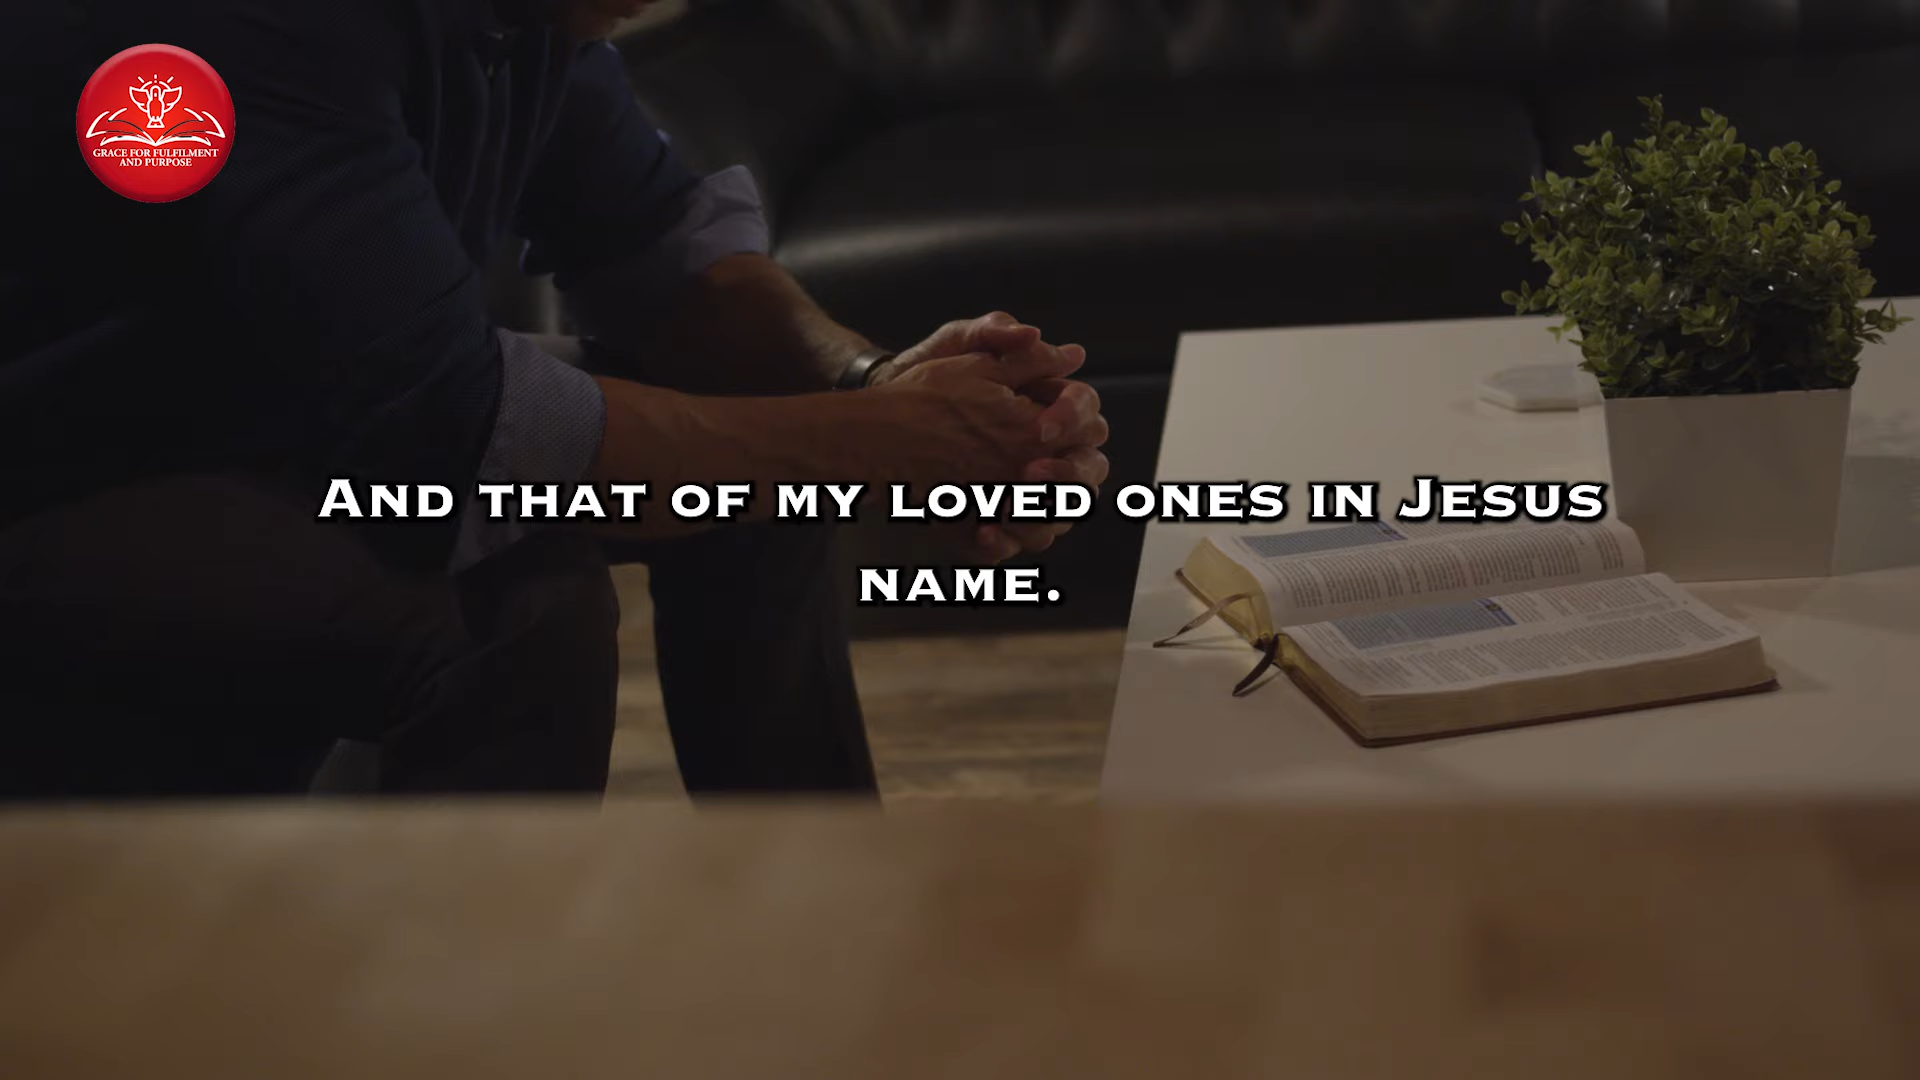 GRACE FOR FULFILMENT
AND PURPOSE
And that of my loved ones in Jesus
name.